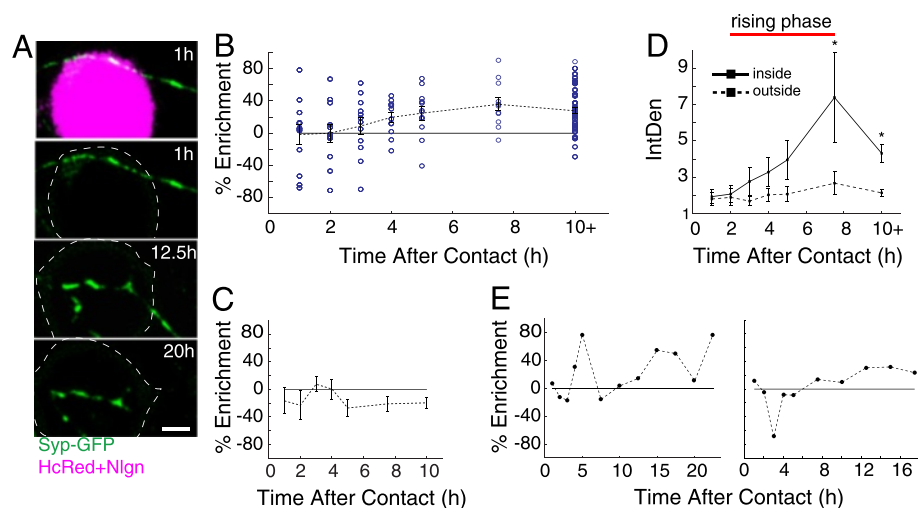 A
1h
1h
12.5h
20h
Syp-GFP
HcRed+Nlgn
B
% Enrichment
80
40
0
-40
-80
0 2 4 6 8 10+
Time After Contact (h)
C
% Enrichment
80
40
0
-40
-80
0 2 4 6 8 10
Time After Contact (h)
D
rising phase
IntDen
9
7
5
3
1
inside
outside
*
*
0 2 4 6 8 10+
Time After Contact (h)
E
% Enrichment
80
40
0
-40
-80
0 5 10 15 20
0 4 8 12 16
Time After Contact (h)